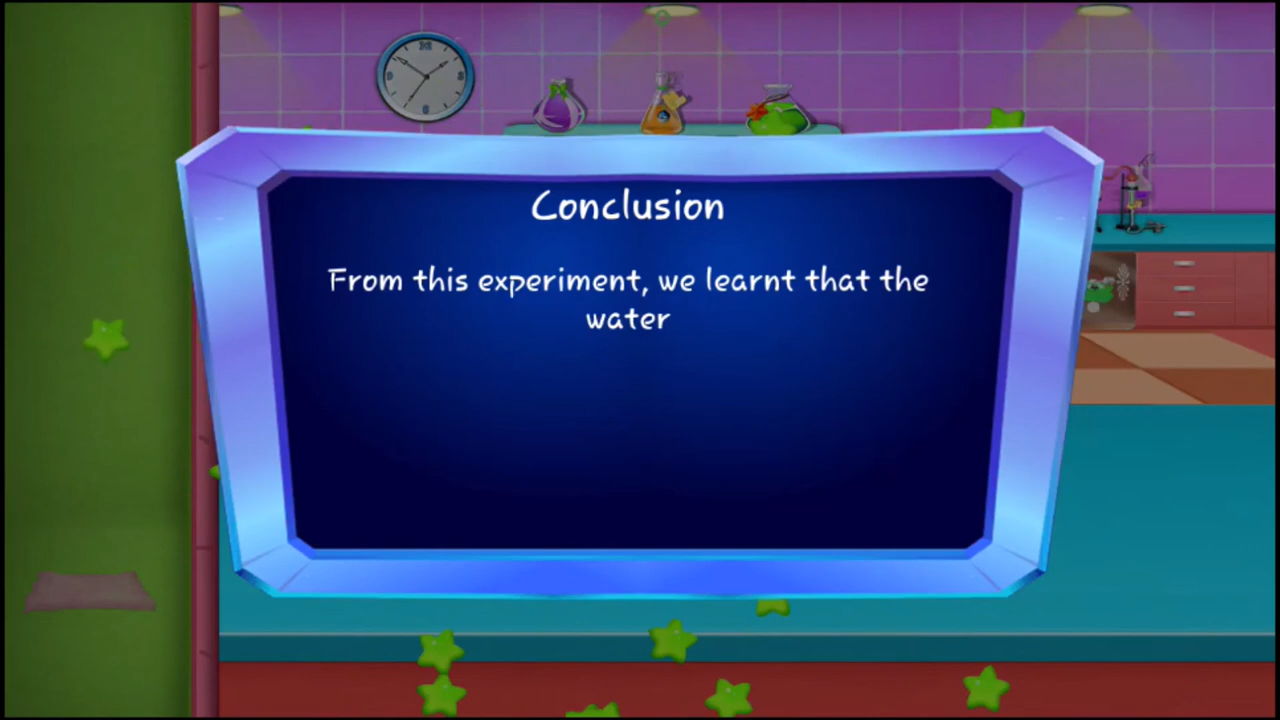 Conclusion
From this experiment, we learnt that the
water